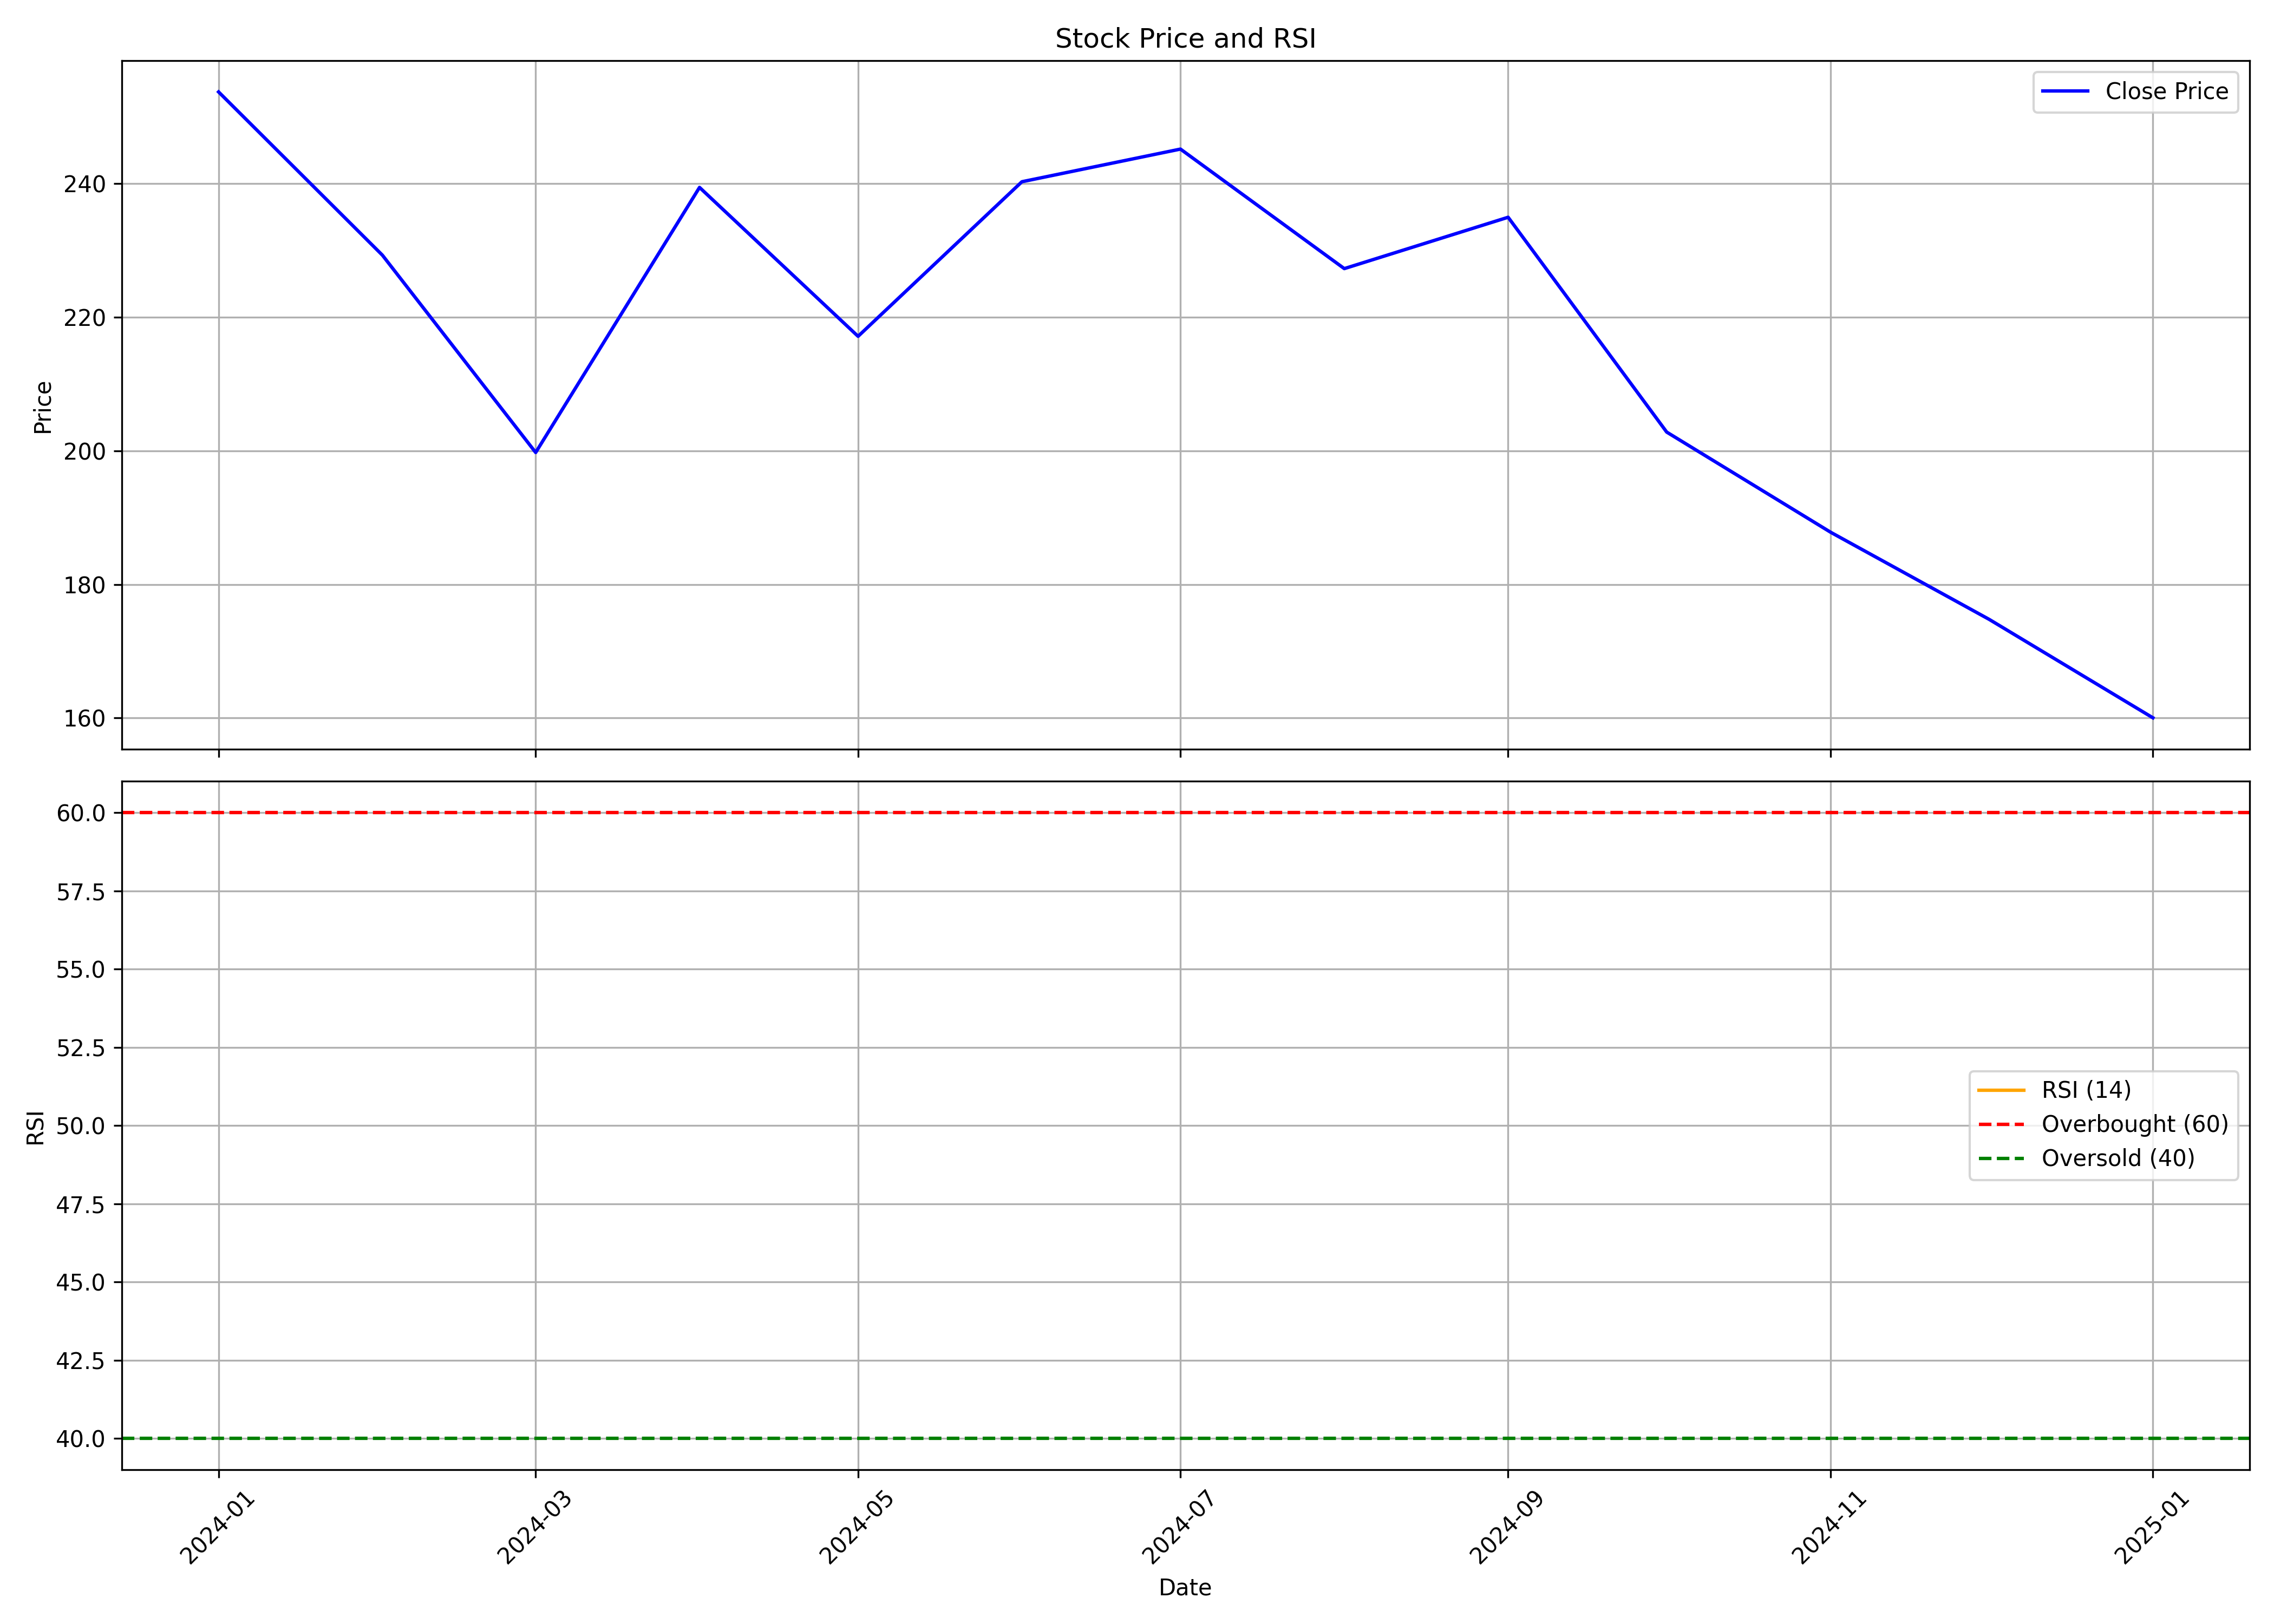 Stock Price and RSI
Close Price
Price
240
220
200
180
160
RSI
60.0
57.5
55.0
52.5
50.0
47.5
45.0
42.5
40.0
RSI (14)
Overbought (60)
Oversold (40)
2024-01
2024-03
2024-05
2024-07
2024-09
2024-11
2025-01
Date